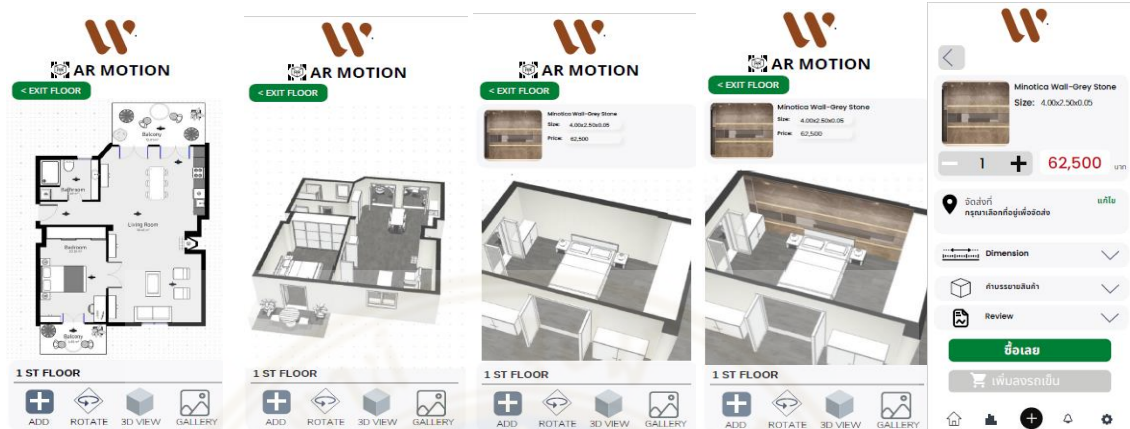 AR MOTION
< EXIT FLOOR
Balcony
Bathroom
Living Room
Bedroom
Balcony
1 ST FLOOR
ADD ROTATE 3D VIEW GALLERY
AR MOTION
< EXIT FLOOR
1 ST FLOOR
ADD ROTATE 3D VIEW GALLERY
AR MOTION
< EXIT FLOOR
Minotica Wall-Grey Stone
Size: 4.00x2.50x0.05
Price: 62,500
1 ST FLOOR
ADD ROTATE 3D VIEW GALLERY
AR MOTION
< EXIT FLOOR
Minotica Wall-Grey Stone
Size: 4.00x2.50x0.05
Price: 62,500
1 ST FLOOR
ADD ROTATE 3D VIEW GALLERY
Minotica Wall-Grey Stone
Size: 4.00x2.50x0.05
1 62,500 บาท
จัดส่งที่ แก้ไข
กรุณาเลือกที่อยู่เพื่อจัดส่ง
Dimension
คำบรรยายสินค้า
Review
ซื้อเลย
เพิ่มลงรถเข็น